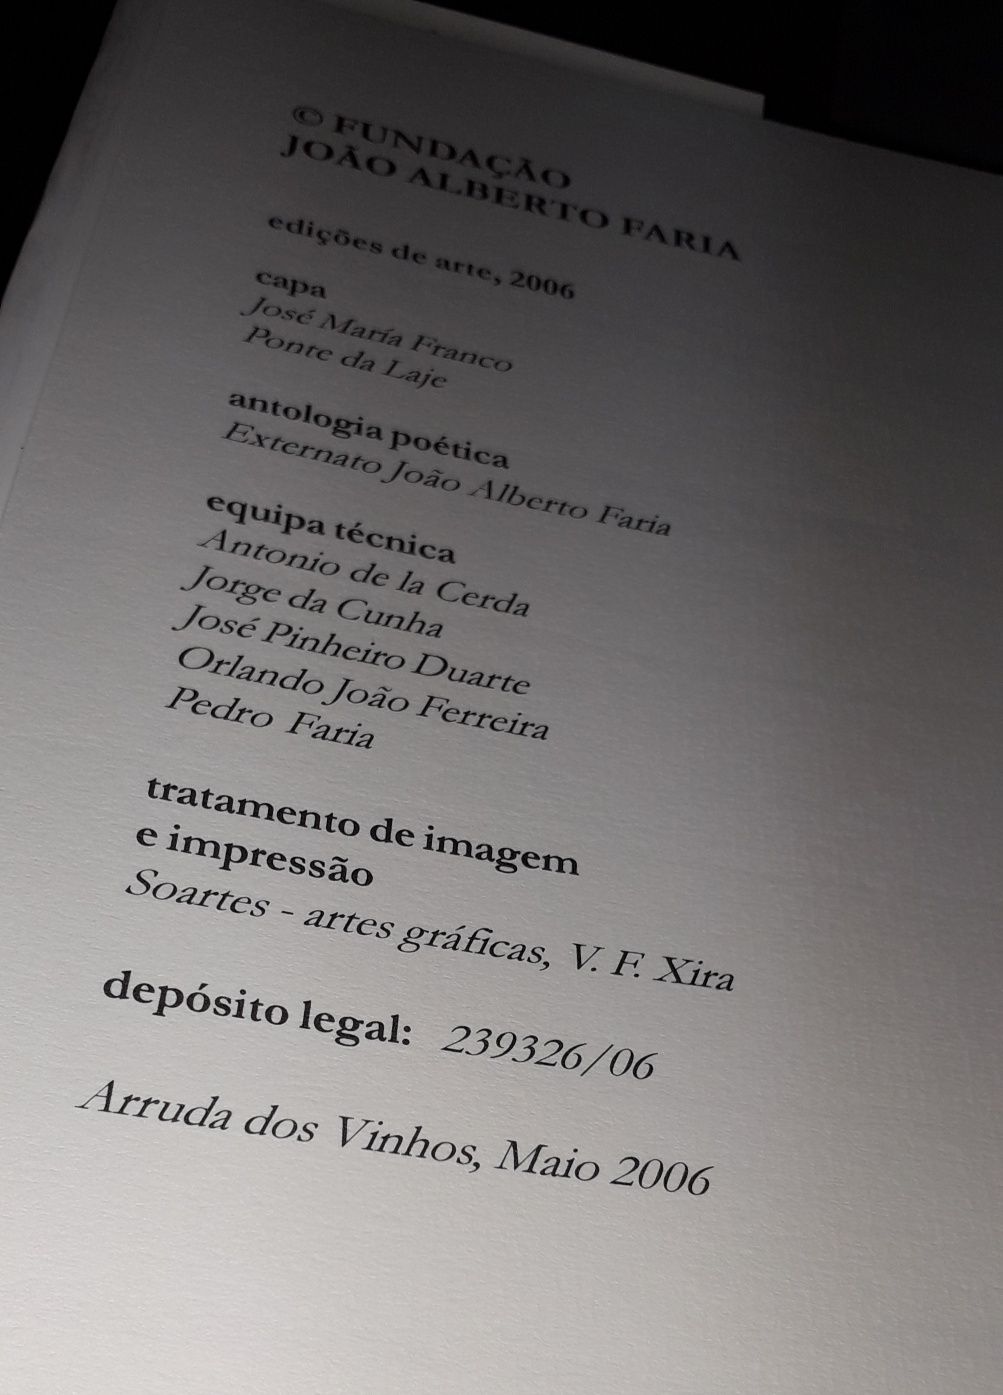 © FUNDAÇÃO
JOÃO ALBERTO FARIA
edições de arte, 2006
capa
José María Franco
Ponte da Laje
antologia poética
Externato João Alberto Faria
equipa técnica
Antonio de la Cerda
Jorge da Cunha
José Pinheiro Duarte
Orlando João Ferreira
Pedro Faria
tratamento de imagem
e impressão
Soartes - artes gráficas, V. F. Xira
depósito legal: 239326/06
Arruda dos Vinhos, Maio 2006